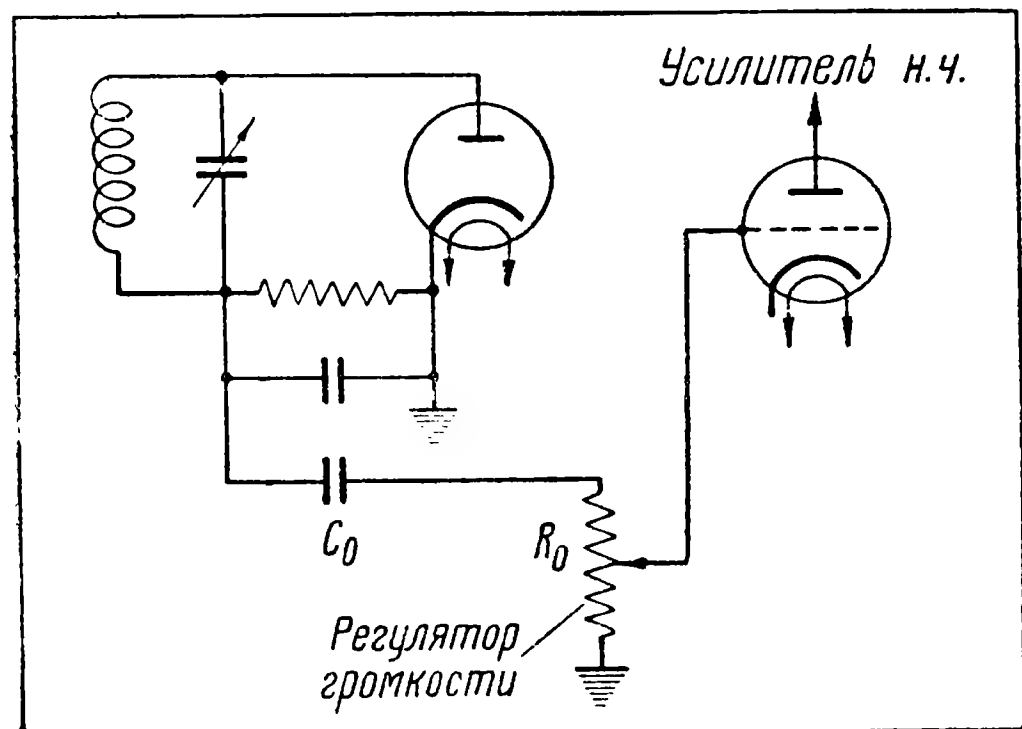 Усилитель н.ч.
C₀
R₀
Регулятор
громкости